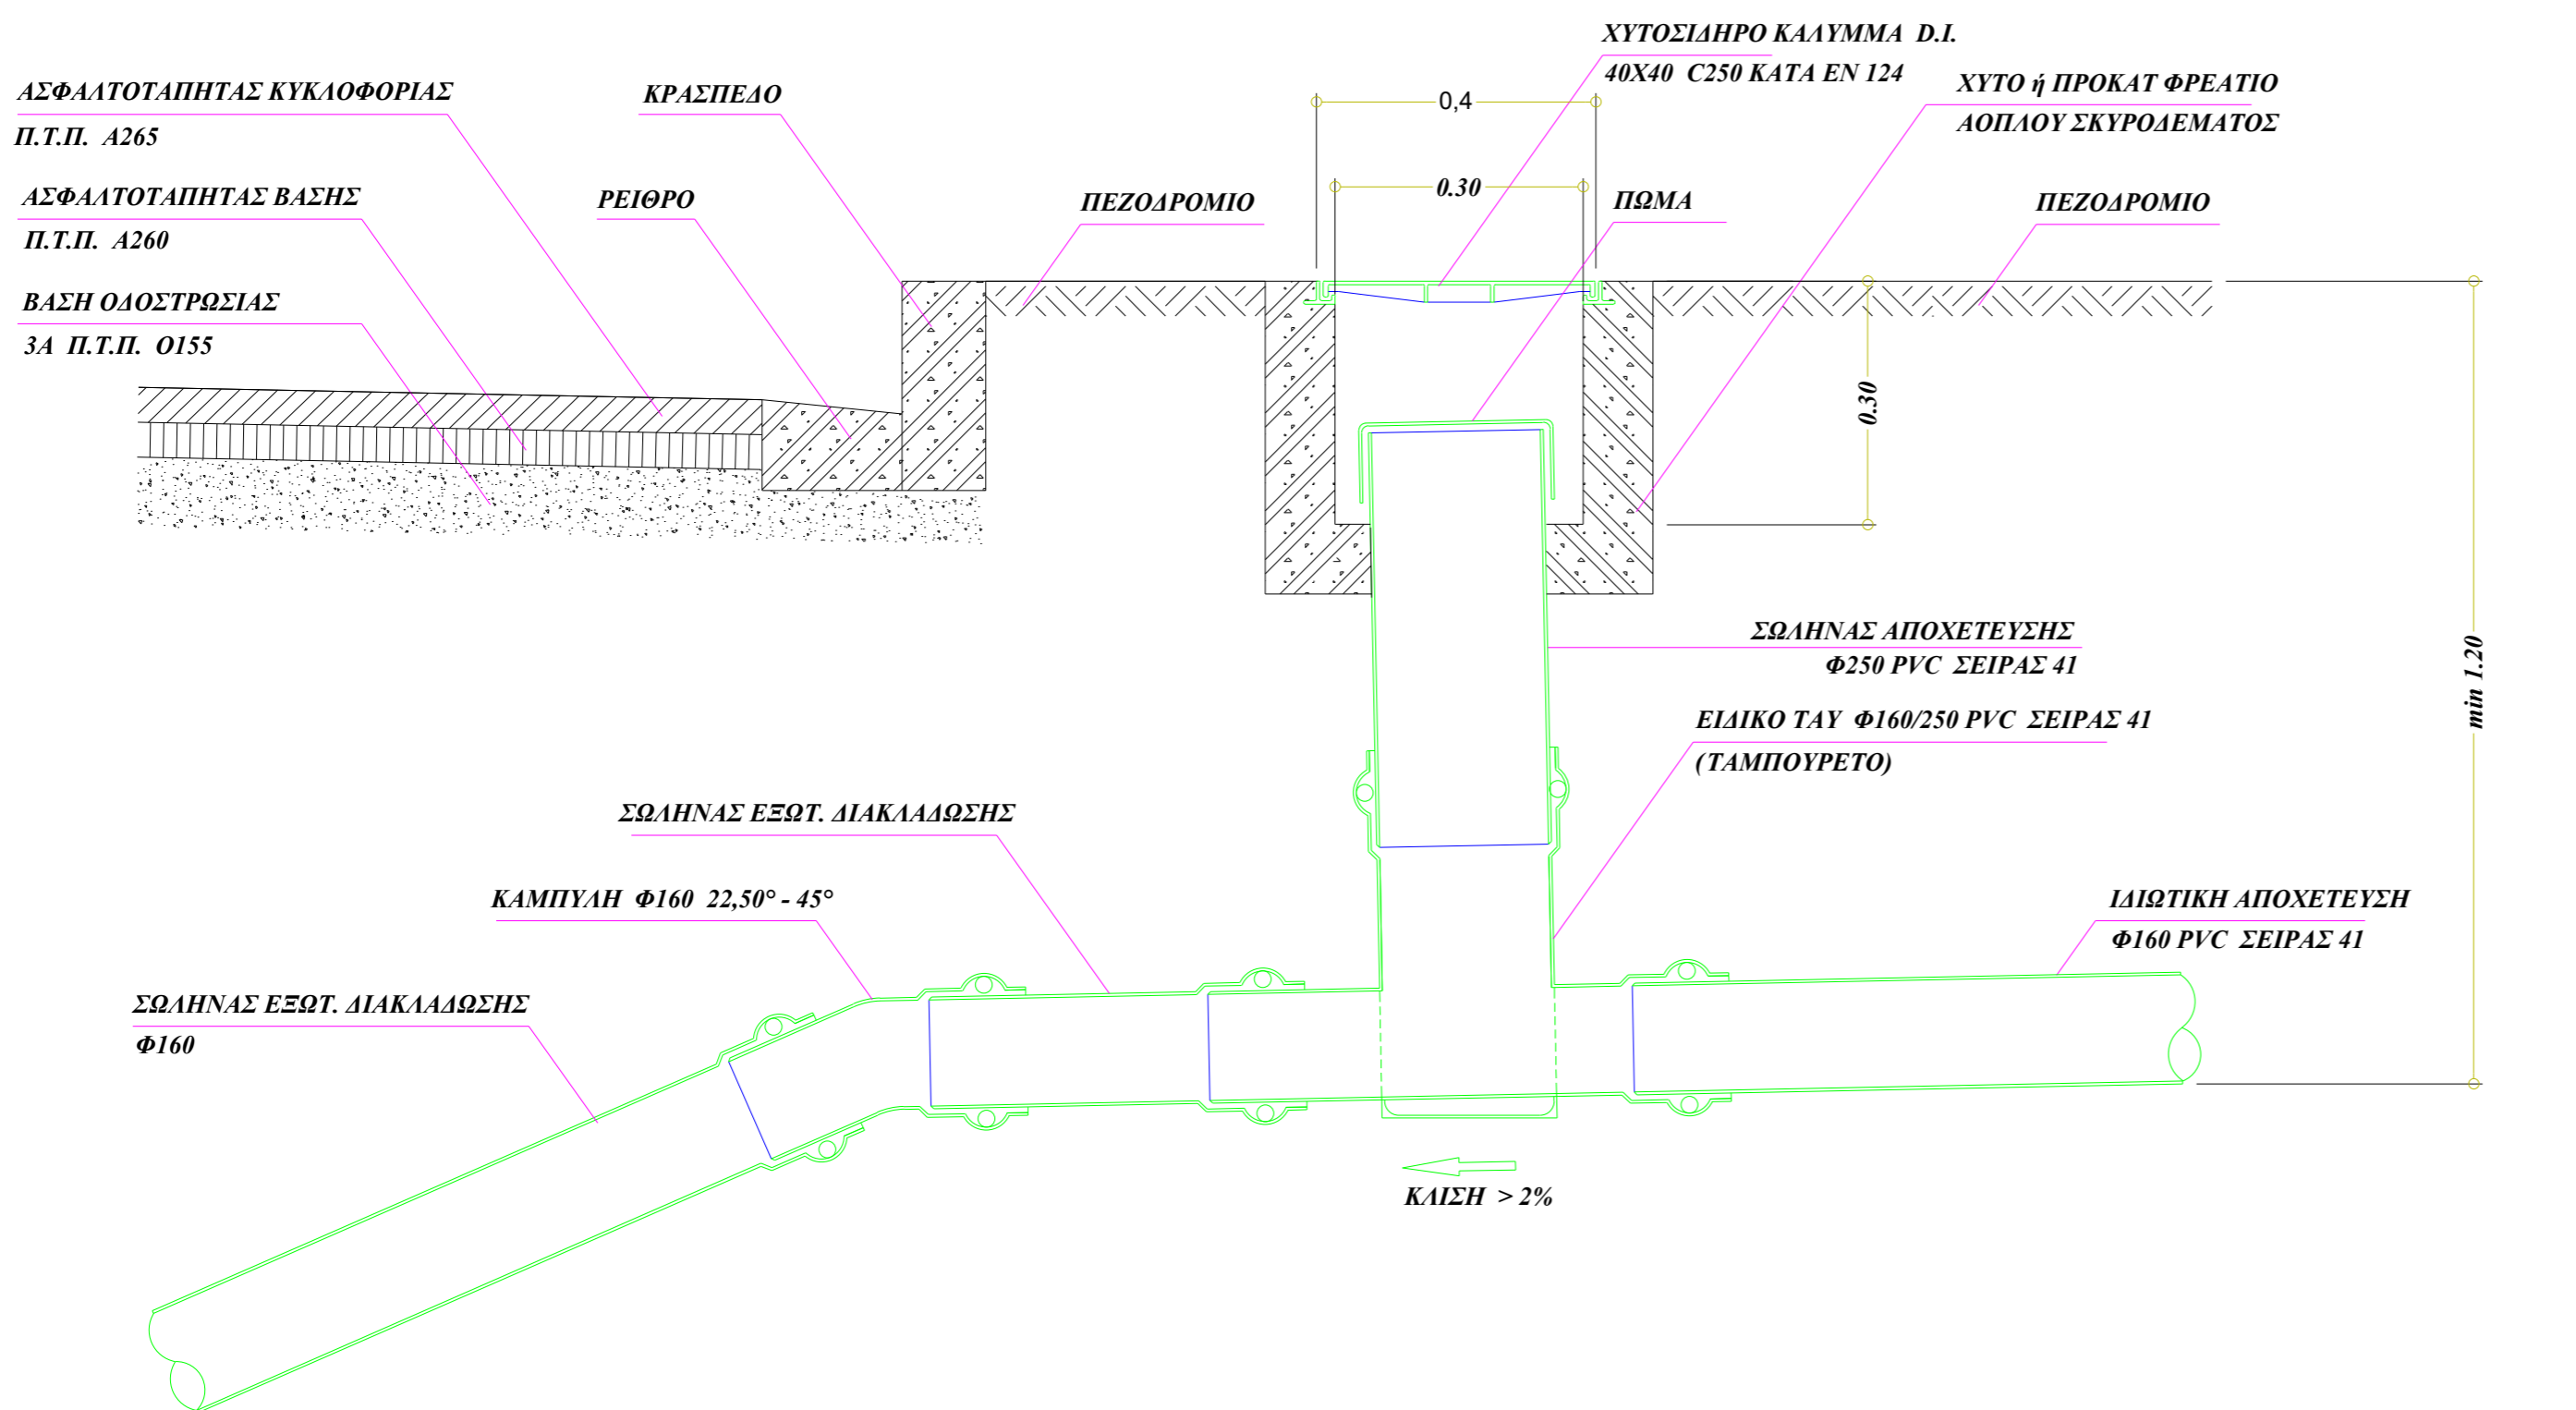 ΧΥΤΟΣΙΔΗΡΟ ΚΑΛΥΜΜΑ D.I.
40X40 C250 ΚΑΤΑ EN 124
ΑΣΦΑΛΤΟΤΑΠΗΤΑΣ ΚΥΚΛΟΦΟΡΙΑΣ
Π.Τ.Π. Α265
ΚΡΑΣΠΕΔΟ
0,4
ΧΥΤΟ ή ΠΡΟΚΑΤ ΦΡΕΑΤΙΟ
ΑΟΠΛΟΥ ΣΚΥΡΟΔΕΜΑΤΟΣ
ΑΣΦΑΛΤΟΤΑΠΗΤΑΣ ΒΑΣΗΣ
Π.Τ.Π. Α260
ΡΕΙΘΡΟ
ΠΕΖΟΔΡΟΜΙΟ
0.30
ΠΩΜΑ
ΠΕΖΟΔΡΟΜΙΟ
ΒΑΣΗ ΟΔΟΣΤΡΩΣΙΑΣ
3Α Π.Τ.Π. Ο155
0.30
ΣΩΛΗΝΑΣ ΑΠΟΧΕΤΕΥΣΗΣ
Φ250 PVC ΣΕΙΡΑΣ 41
min 1.20
ΕΙΔΙΚΟ ΤΑΥ Φ160/250 PVC ΣΕΙΡΑΣ 41
(ΤΑΜΠΟΥΡΕΤΟ)
ΣΩΛΗΝΑΣ ΕΞΩΤ. ΔΙΑΚΛΑΔΩΣΗΣ
ΚΑΜΠΥΛΗ Φ160 22,50° - 45°
ΙΔΙΩΤΙΚΗ ΑΠΟΧΕΤΕΥΣΗ
Φ160 PVC ΣΕΙΡΑΣ 41
ΣΩΛΗΝΑΣ ΕΞΩΤ. ΔΙΑΚΛΑΔΩΣΗΣ
Φ160
ΚΛΙΣΗ > 2%